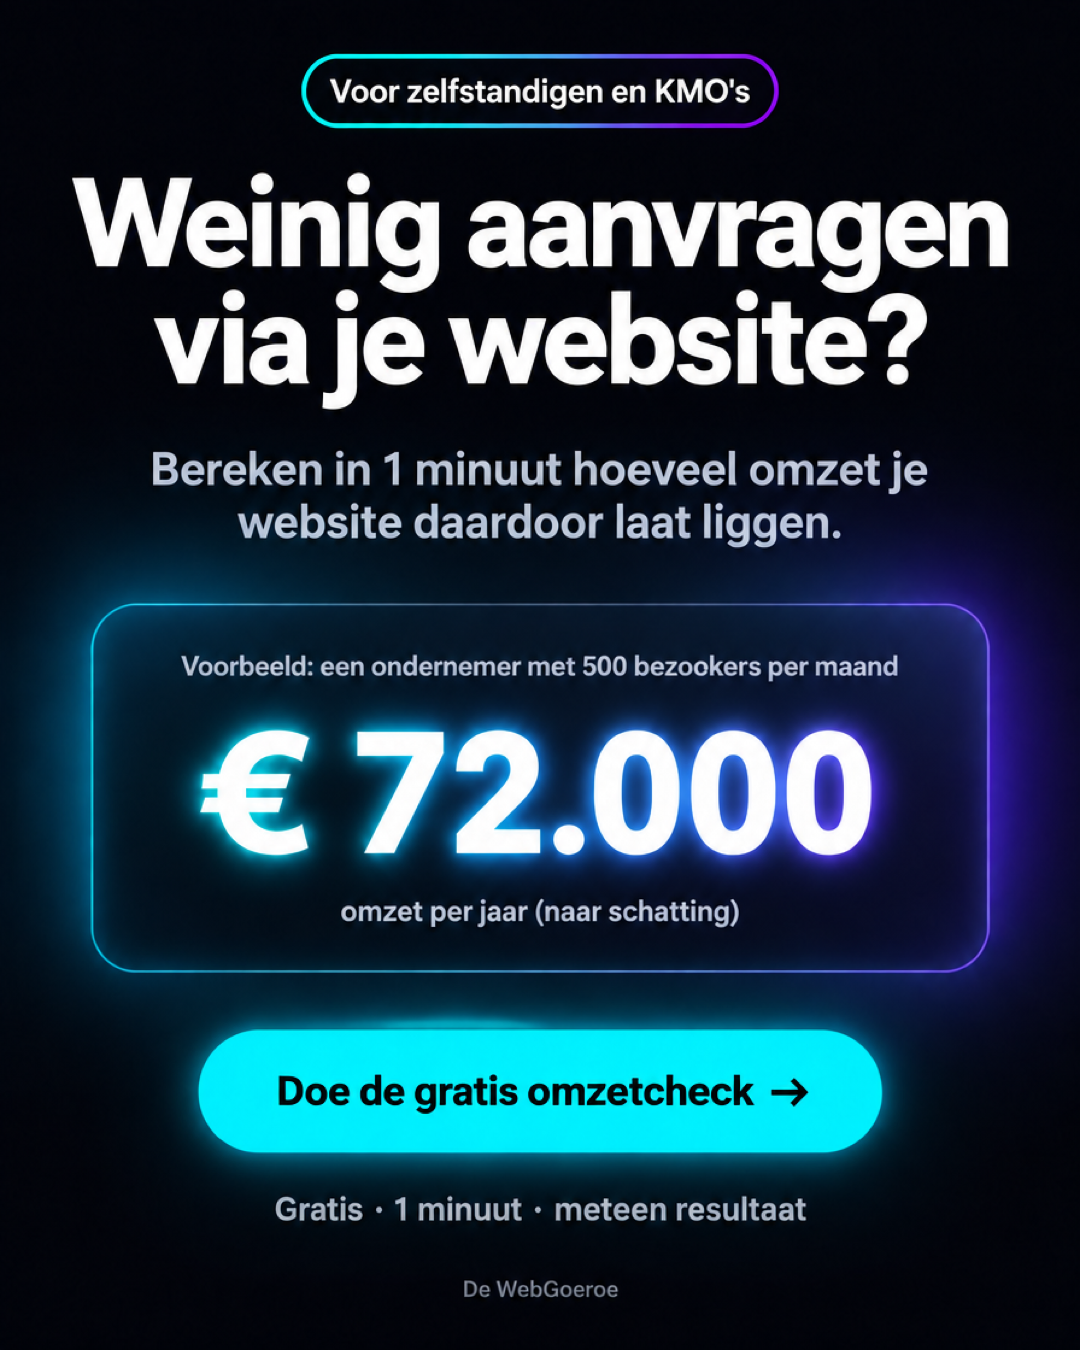 Voor zelfstandigen en KMO's
Weinig aanvragen
via je website?
Bereken in 1 minuut hoeveel omzet je
website daardoor laat liggen.
Voorbeeld: een ondernemer met 500 bezoekers per maand
€ 72.000
omzet per jaar (naar schatting)
Doe de gratis omzetcheck →
Gratis · 1 minuut · meteen resultaat
De WebGoeroe